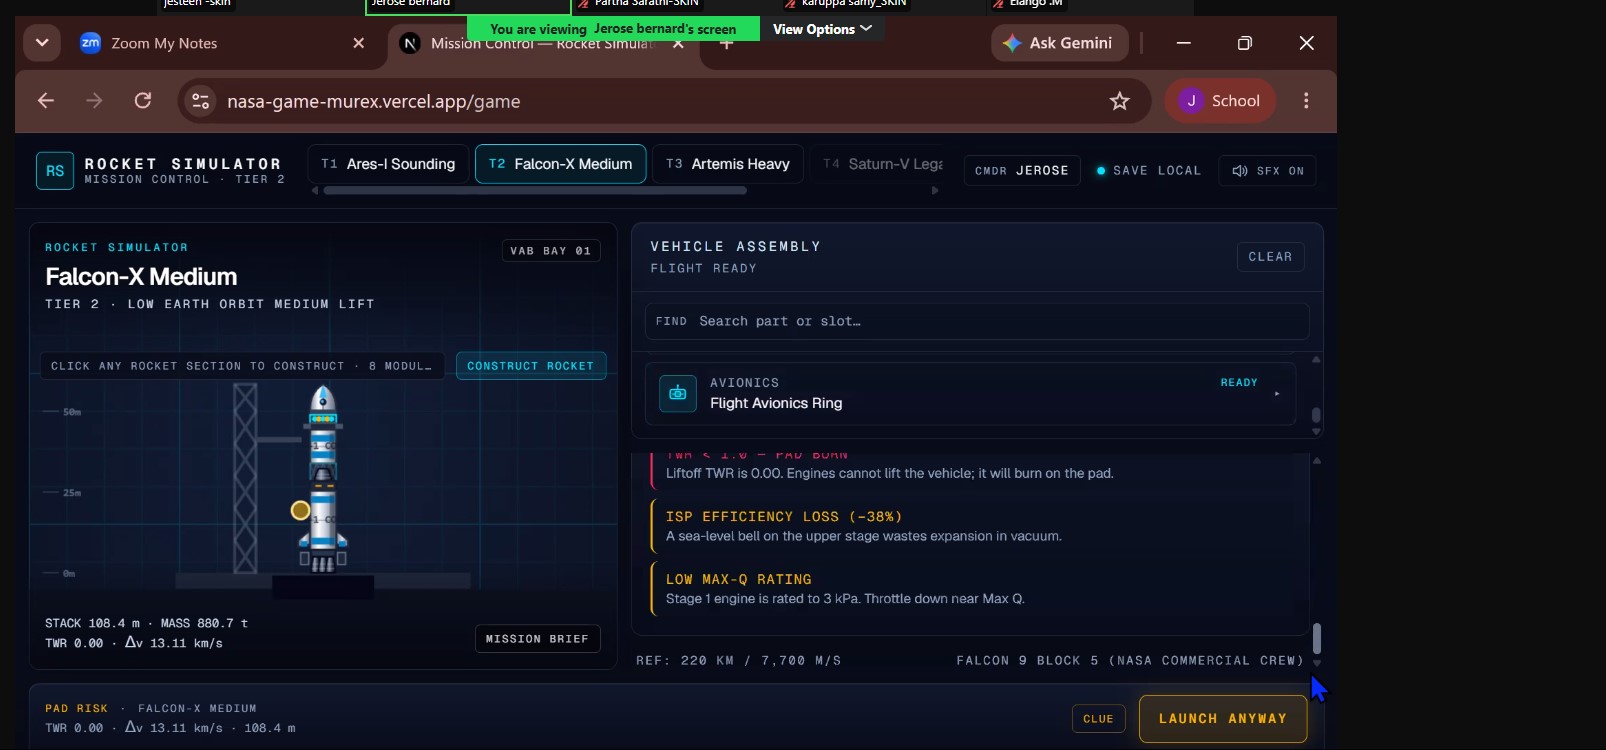 jesteen -skin
Jerose bernard
Partha Sarathi-SKIN
karuppa samy_SKIN
Elango .M
You are viewing Jerose bernard's screen
View Options
zm Zoom My Notes
Mission Control — Rocket Simulat
Ask Gemini
nasa-game-murex.vercel.app/game
J School
RS
ROCKET SIMULATOR
MISSION CONTROL · TIER 2
T1 Ares-I Sounding
T2 Falcon-X Medium
T3 Artemis Heavy
T4 Saturn-V Lega
CMDR JEROSE
SAVE LOCAL
SFX ON
ROCKET SIMULATOR
VAB BAY 01
Falcon-X Medium
TIER 2 · LOW EARTH ORBIT MEDIUM LIFT
CLICK ANY ROCKET SECTION TO CONSTRUCT · 8 MODUL…
CONSTRUCT ROCKET
50m
25m
0m
STACK 108.4 m · MASS 880.7 t
TWR 0.00 · Δv 13.11 km/s
MISSION BRIEF
VEHICLE ASSEMBLY
FLIGHT READY
CLEAR
FIND Search part or slot…
AVIONICS
Flight Avionics Ring
READY
TWR < 1.0 — PAD BURN
Liftoff TWR is 0.00. Engines cannot lift the vehicle; it will burn on the pad.
ISP EFFICIENCY LOSS (−38%)
A sea-level bell on the upper stage wastes expansion in vacuum.
LOW MAX-Q RATING
Stage 1 engine is rated to 3 kPa. Throttle down near Max Q.
REF: 220 KM / 7,700 M/S
FALCON 9 BLOCK 5 (NASA COMMERCIAL CREW)
PAD RISK · FALCON-X MEDIUM
TWR 0.00 · Δv 13.11 km/s · 108.4 m
CLUE
LAUNCH ANYWAY